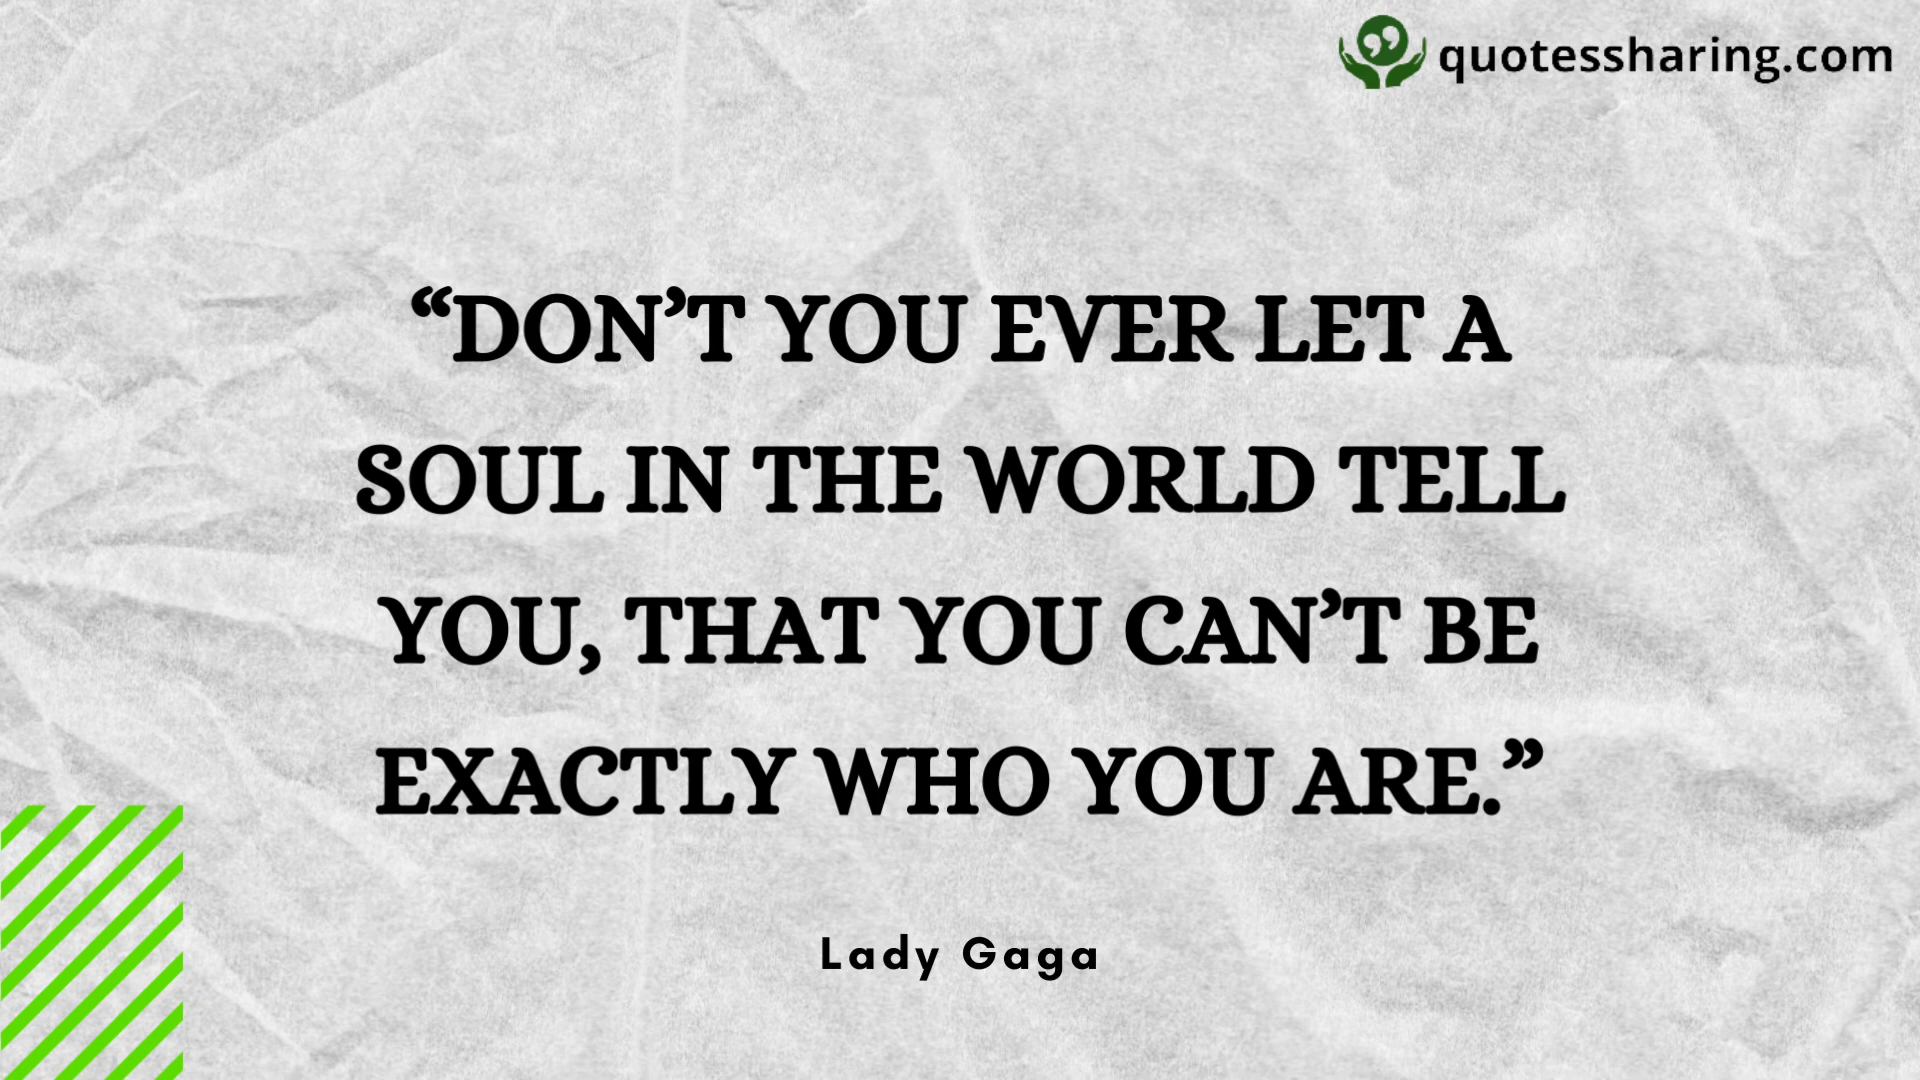 quotessharing.com
“DON’T YOU EVER LET A
SOUL IN THE WORLD TELL
YOU, THAT YOU CAN’T BE
EXACTLY WHO YOU ARE.”
Lady Gaga